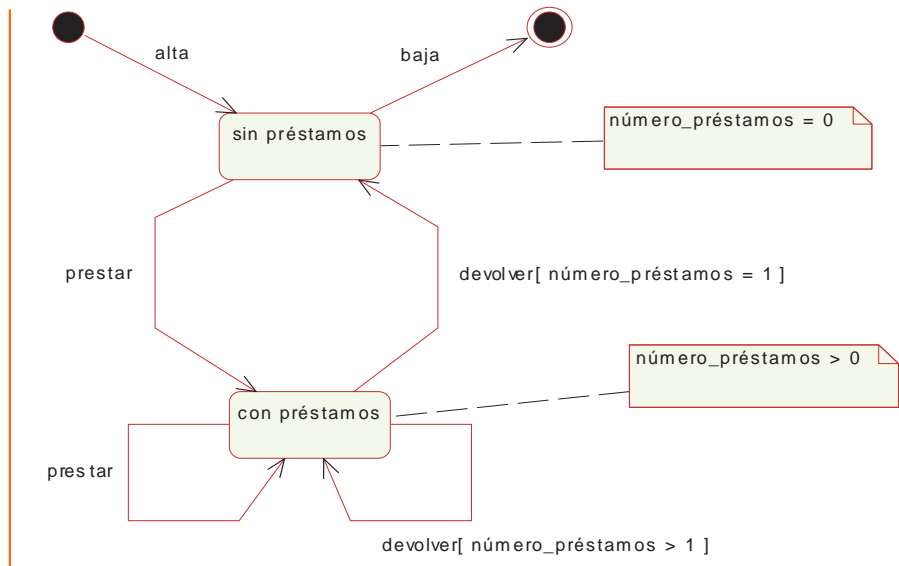 alta
baja
sin préstamos
número_préstamos = 0
prestar
devolver[ número_préstamos = 1 ]
número_préstamos > 0
con préstamos
prestar
devolver[ número_préstamos > 1 ]